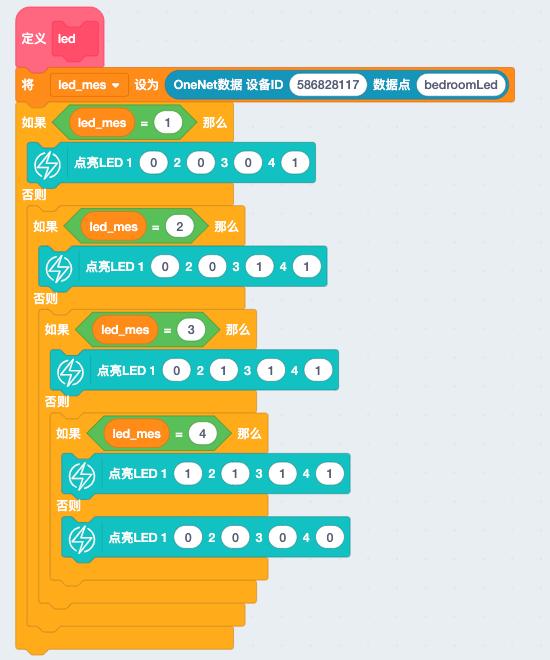 定义 led
将 led_mes 设为 OneNet数据 设备ID 586828117 数据点 bedroomLed
如果 led_mes = 1 那么
点亮LED 1 0 2 0 3 0 4 1
否则
如果 led_mes = 2 那么
点亮LED 1 0 2 0 3 1 4 1
否则
如果 led_mes = 3 那么
点亮LED 1 0 2 1 3 1 4 1
否则
如果 led_mes = 4 那么
点亮LED 1 1 2 1 3 1 4 1
否则
点亮LED 1 0 2 0 3 0 4 0